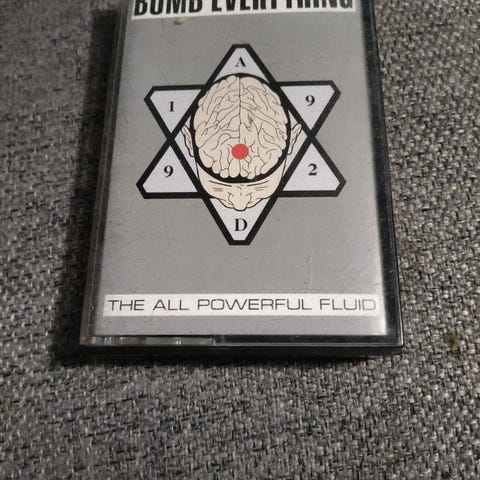 BOMB EVERYTHING
A
1 9
9 2
D
THE ALL POWERFUL FLUID